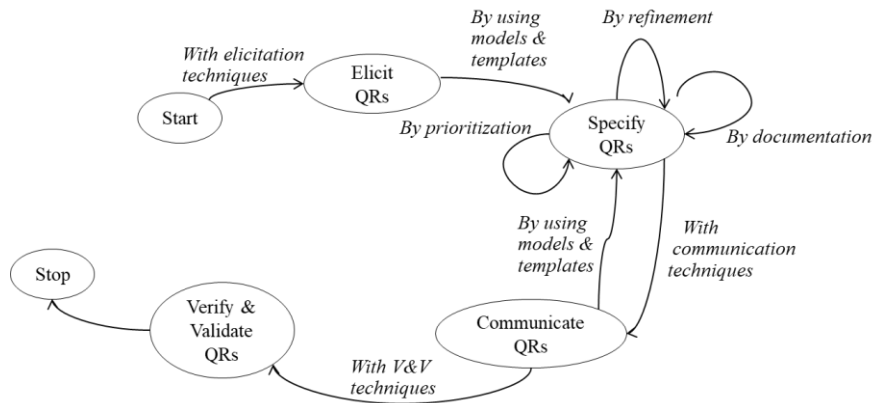 By using
models &
templates
By refinement
With elicitation
techniques
Elicit
QRs
Start
By prioritization
Specify
QRs
By documentation
By using
models &
templates
With
communication
techniques
Stop
Verify &
Validate
QRs
Communicate
QRs
With V&V
techniques